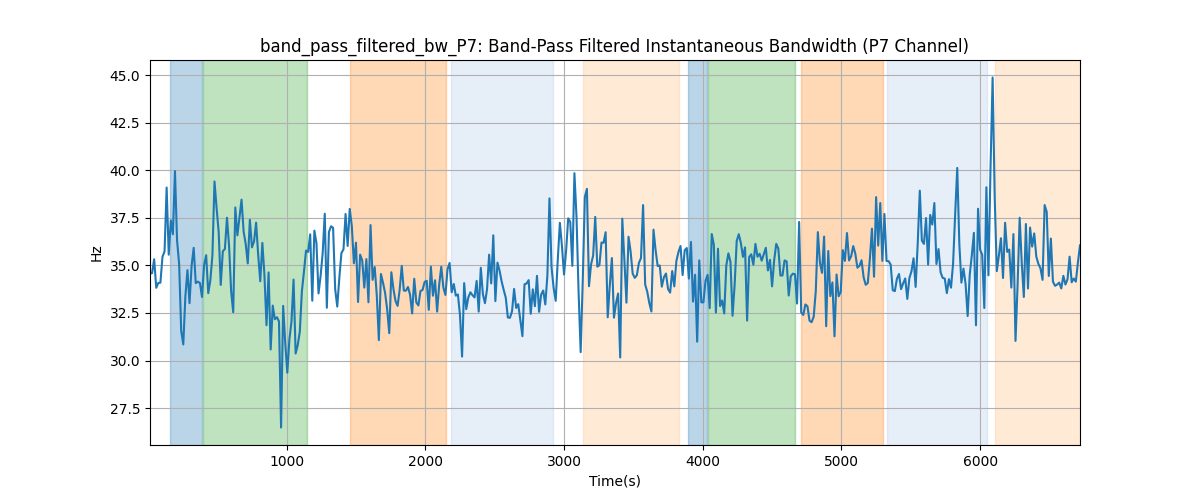 band_pass_filtered_bw_P7: Band-Pass Filtered Instantaneous Bandwidth (P7 Channel)
45.0
42.5
40.0
37.5
35.0
32.5
30.0
27.5
Hz
1000 2000 3000 4000 5000 6000
Time(s)